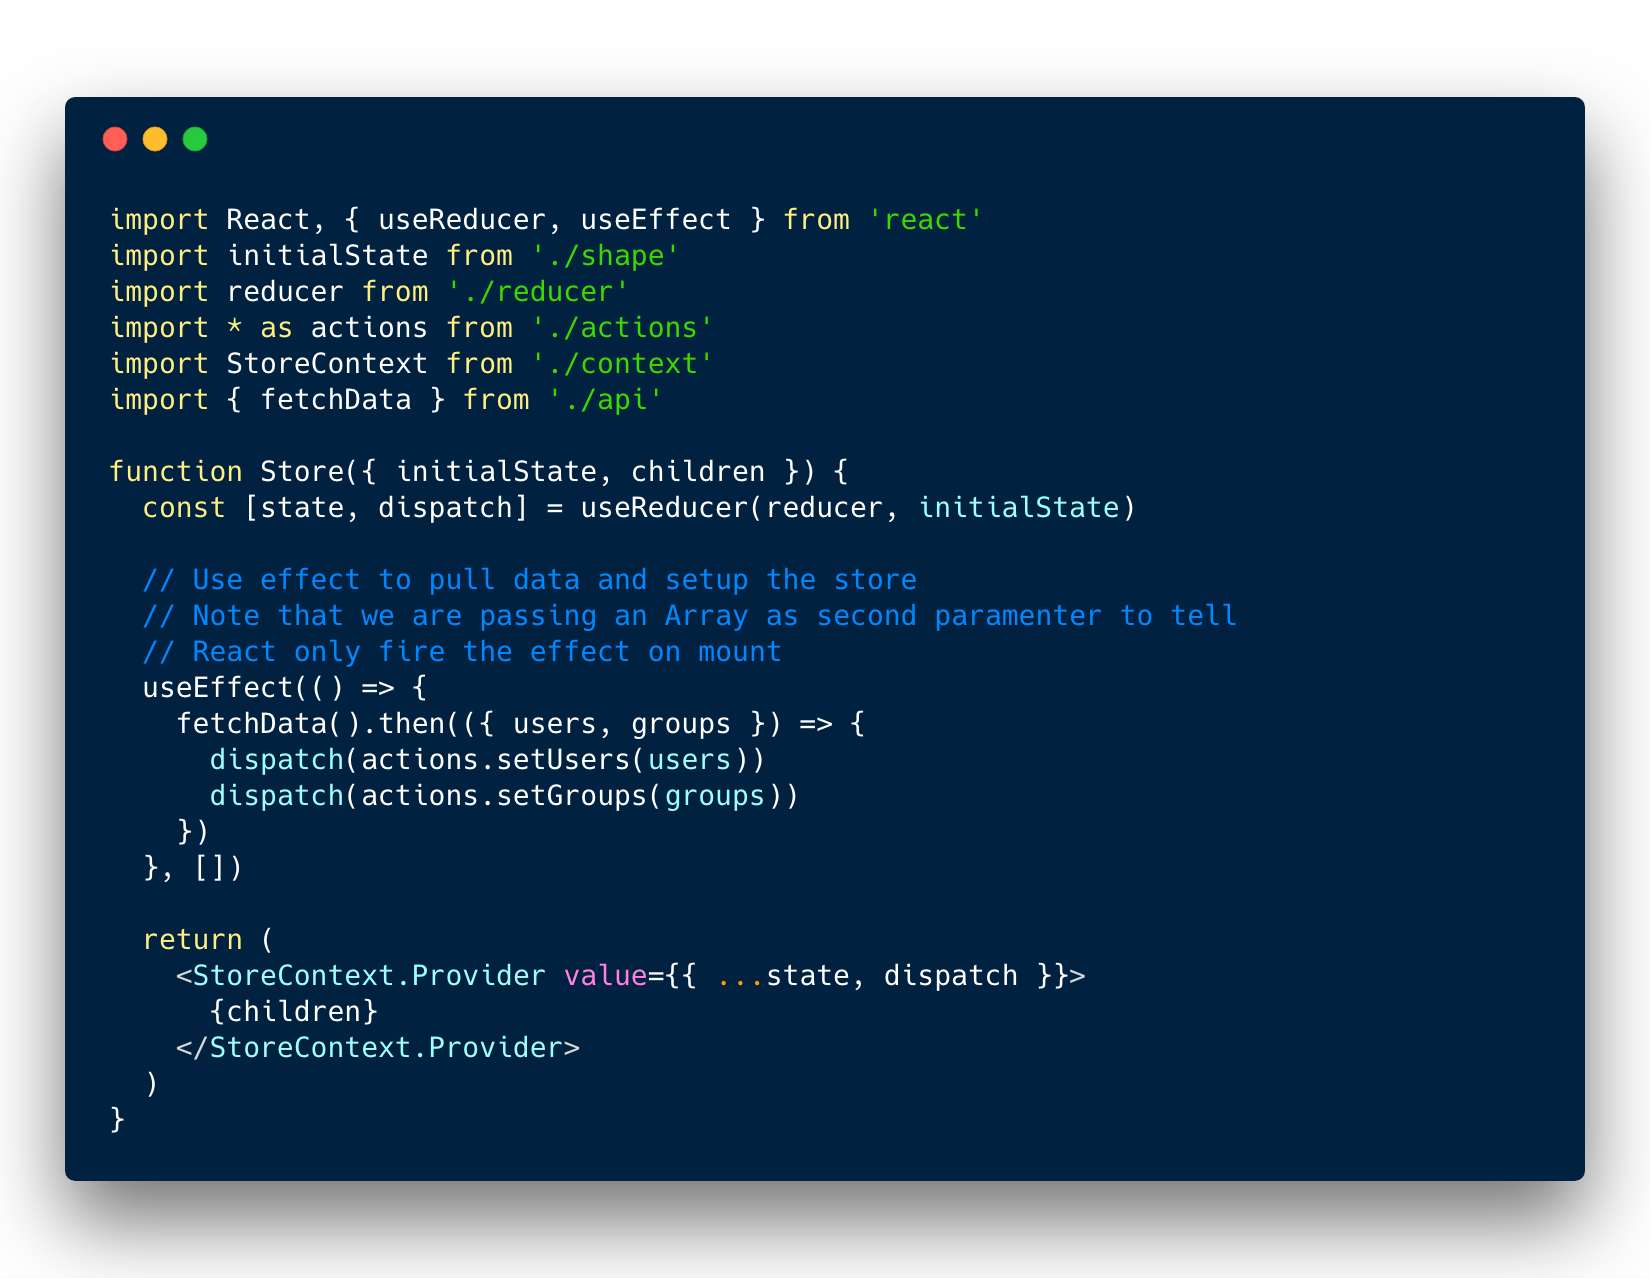 import React, { useReducer, useEffect } from 'react'
import initialState from './shape'
import reducer from './reducer'
import * as actions from './actions'
import StoreContext from './context'
import { fetchData } from './api'

function Store({ initialState, children }) {
  const [state, dispatch] = useReducer(reducer, initialState)

  // Use effect to pull data and setup the store
  // Note that we are passing an Array as second paramenter to tell
  // React only fire the effect on mount
  useEffect(() => {
    fetchData().then(({ users, groups }) => {
      dispatch(actions.setUsers(users))
      dispatch(actions.setGroups(groups))
    })
  }, [])

  return (
    <StoreContext.Provider value={{ ...state, dispatch }}>
      {children}
    </StoreContext.Provider>
  )
}